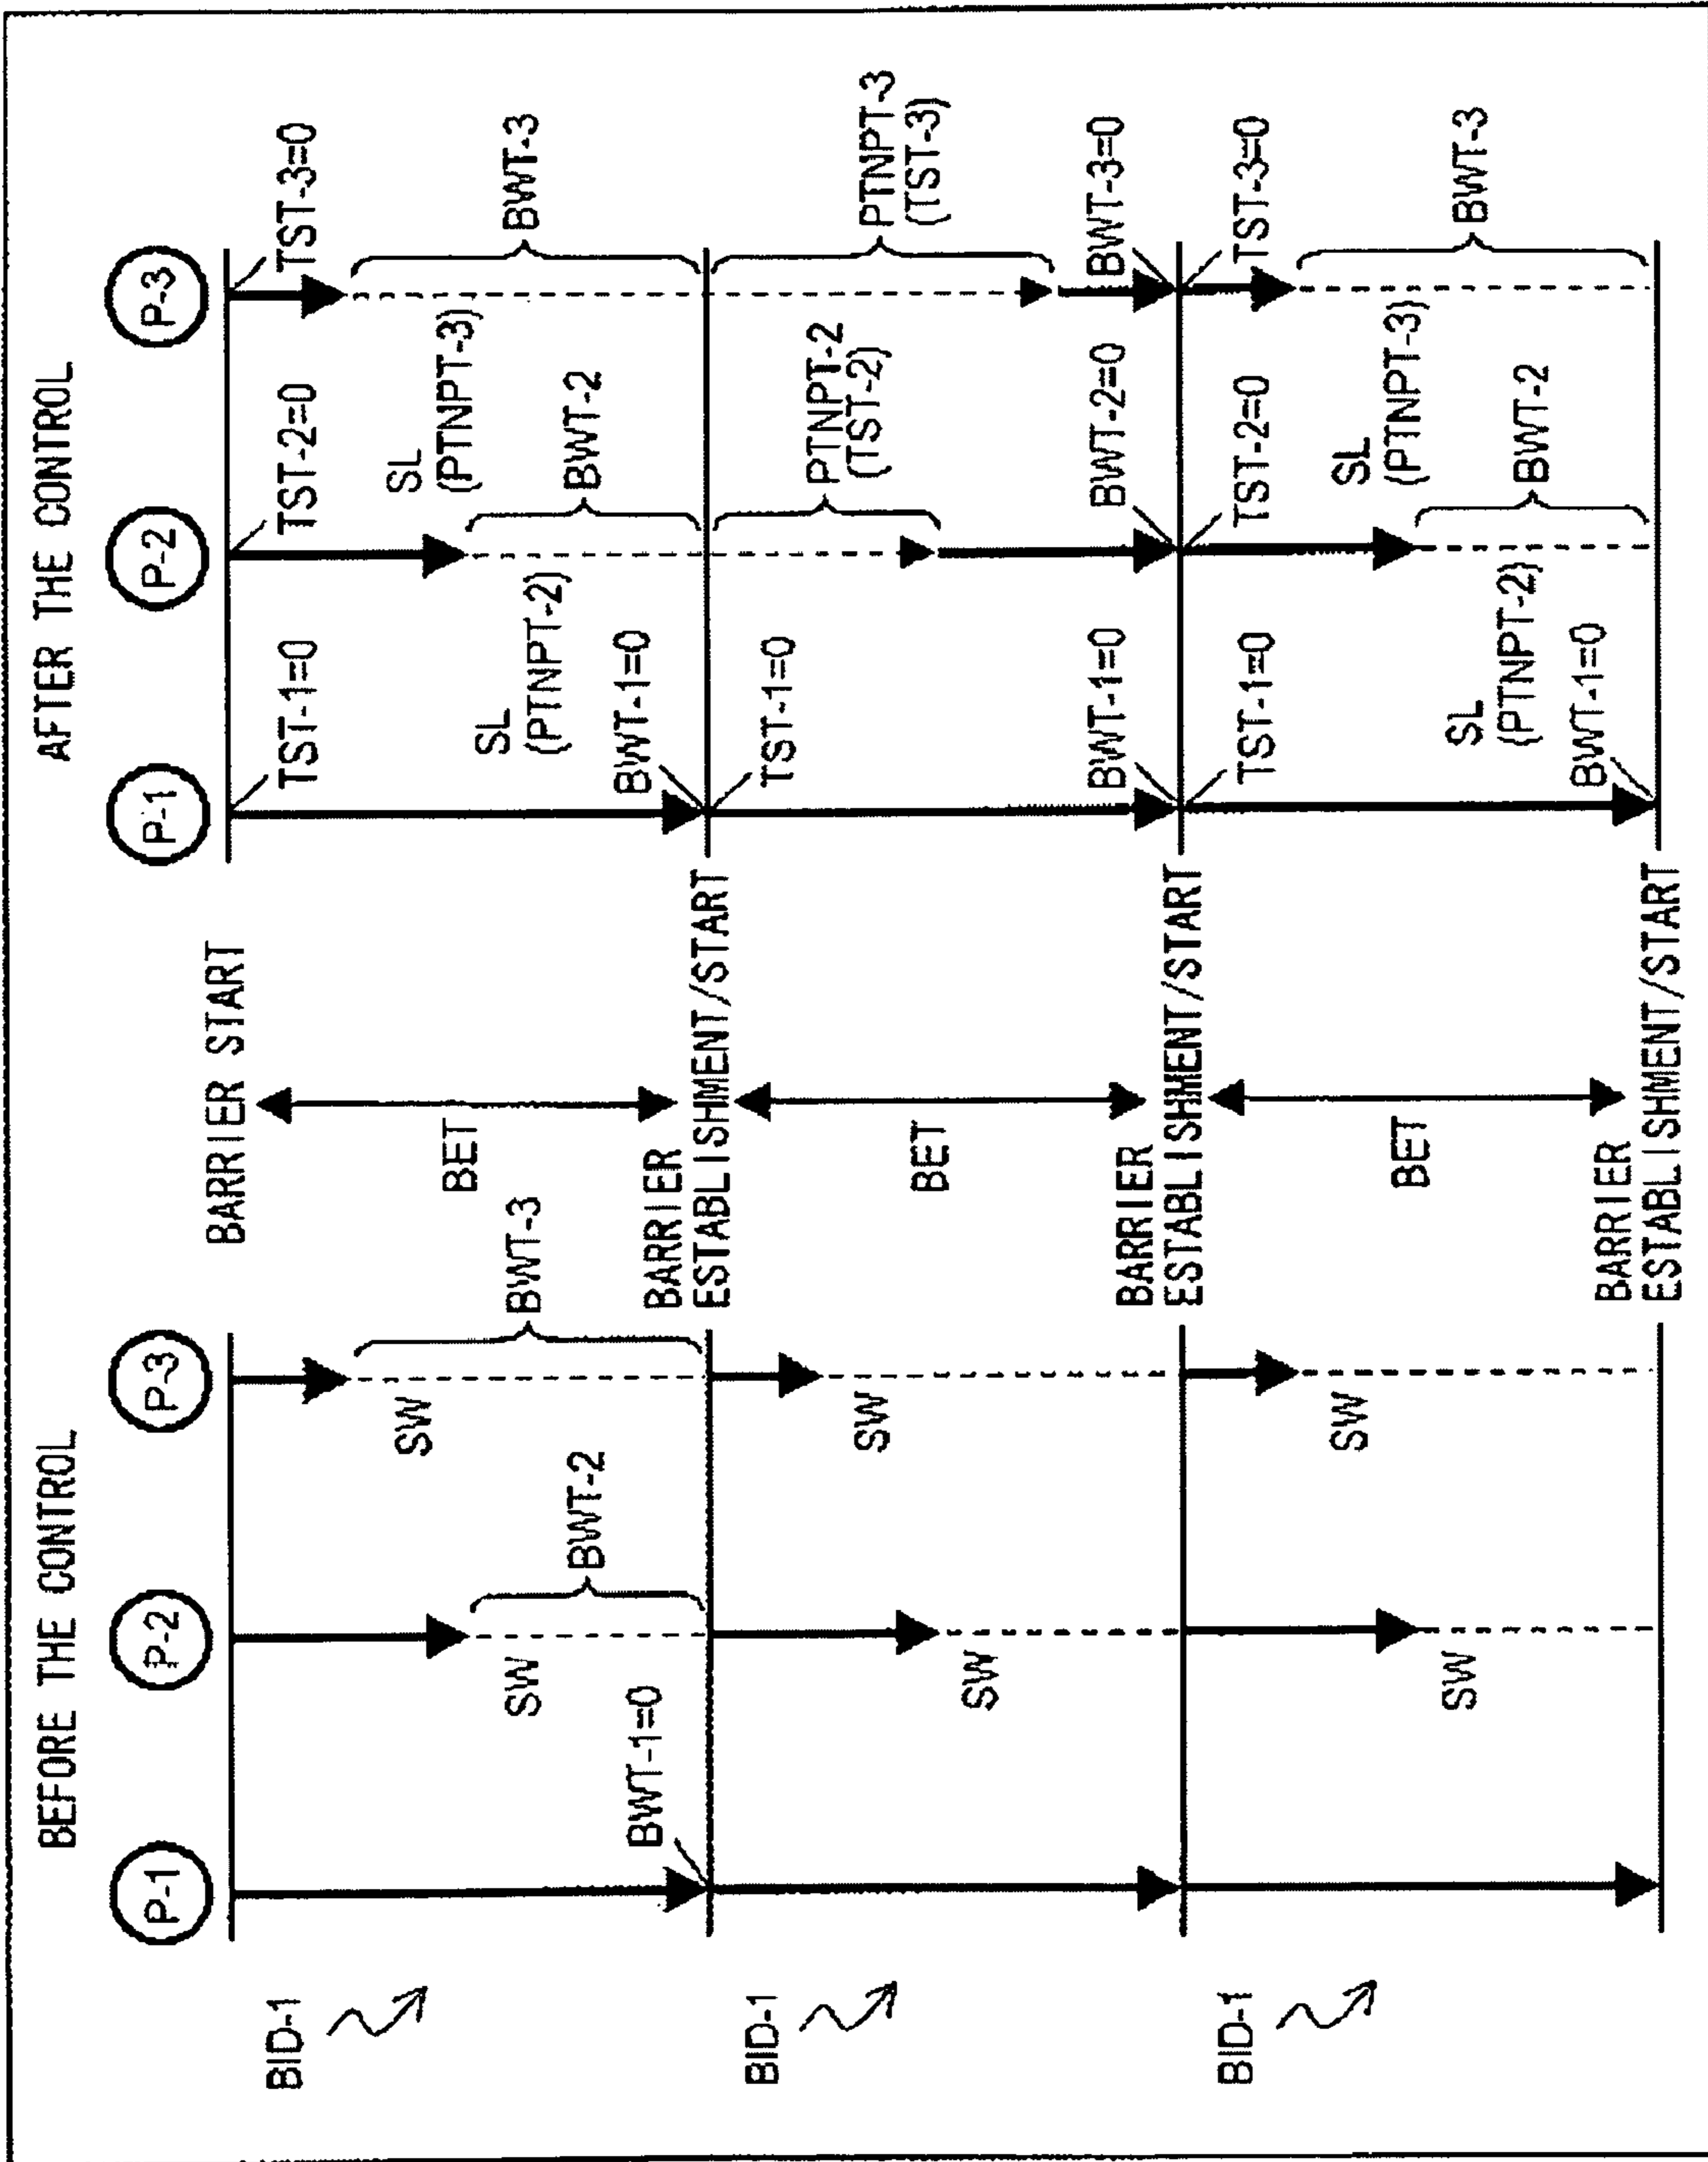 BEFORE THE CONTROL
P-1
P-2
P-3
BID-1
SW
BWT-3
SW
BWT-2
BWT-1=0
BID-1
SW
SW
BID-1
SW
SW
BARRIER START
BET
BARRIER
ESTABLISHMENT/START
BET
BARRIER
ESTABLISHMENT/START
BET
BARRIER
ESTABLISHMENT/START
AFTER THE CONTROL
P-1
P-2
P-3
TST-1=0
TST-2=0
TST-3=0
SL
(PTNPT-3)
BWT-3
SL
(PTNPT-2)
BWT-2
BWT-1=0
TST-1=0
PTNPT-2
(TST-2)
PTNPT-3
(TST-3)
BWT-1=0
BWT-2=0
BWT-3=0
TST-1=0
TST-2=0
TST-3=0
SL
(PTNPT-3)
BWT-3
SL
(PTNPT-2)
BWT-2
BWT-1=0